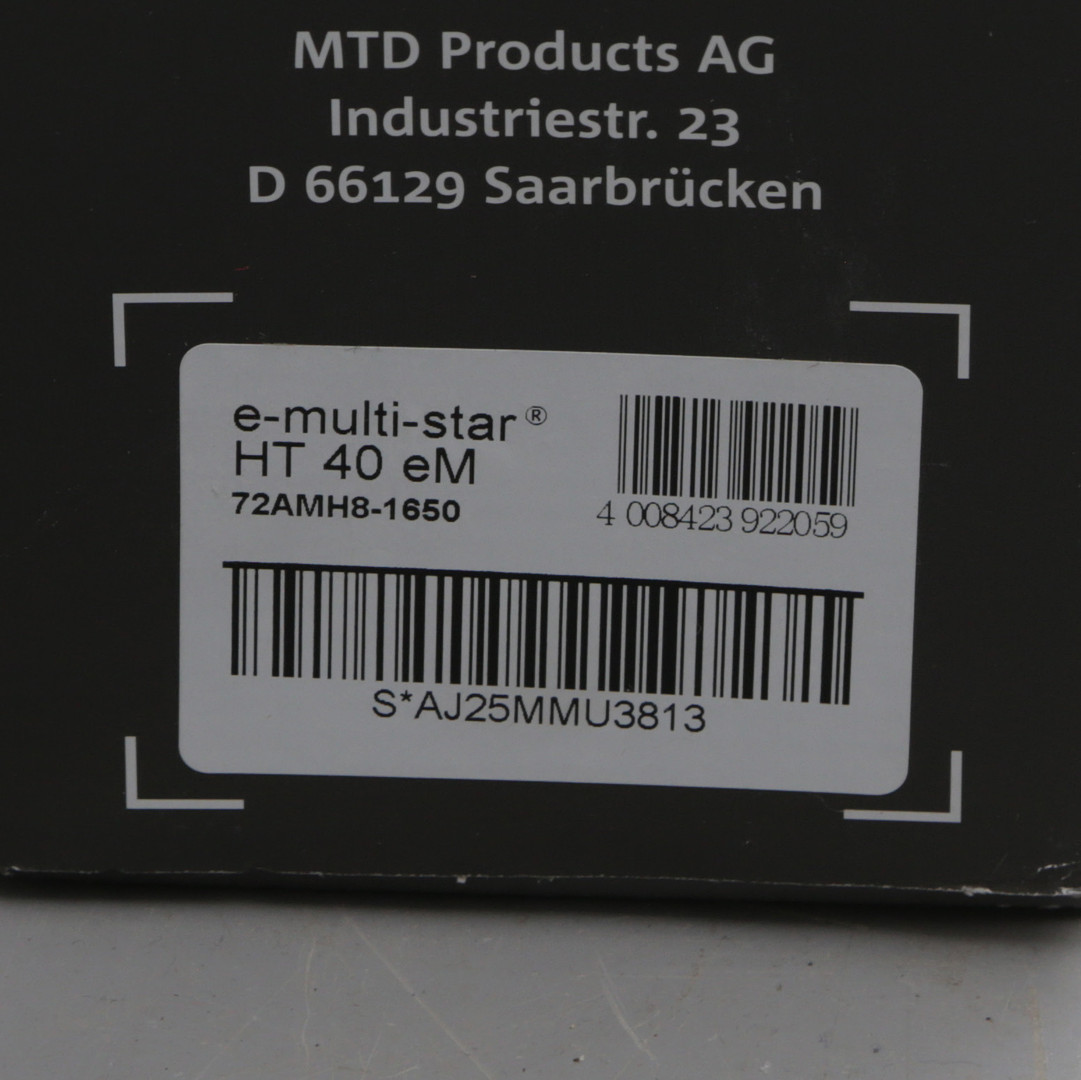 MTD Products AG
Industriestr. 23
D 66129 Saarbrücken
e-multi-star®
HT 40 eM
72AMH8-1650
4 008423 922059
S*AJ25MMU3813